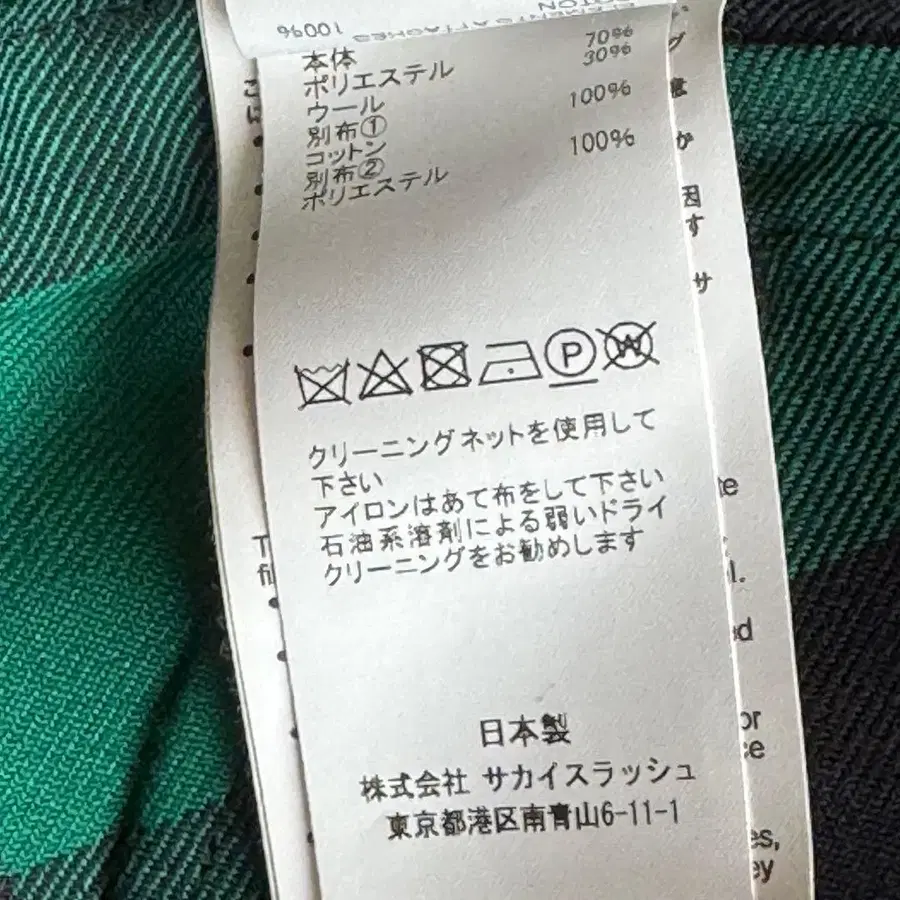 COTON
ELEMENTS ATTACHES
100%
本体
ポリエステル 70%
ウール 30%
別布①
コットン 100%
別布②
ポリエステル 100%
P
W
クリーニングネットを使用して
下さい
アイロンはあて布をして下さい
石油系溶剤による弱いドライ
クリーニングをお勧めします
日本製
株式会社 サカイスラッシュ
東京都港区南青山6-11-1